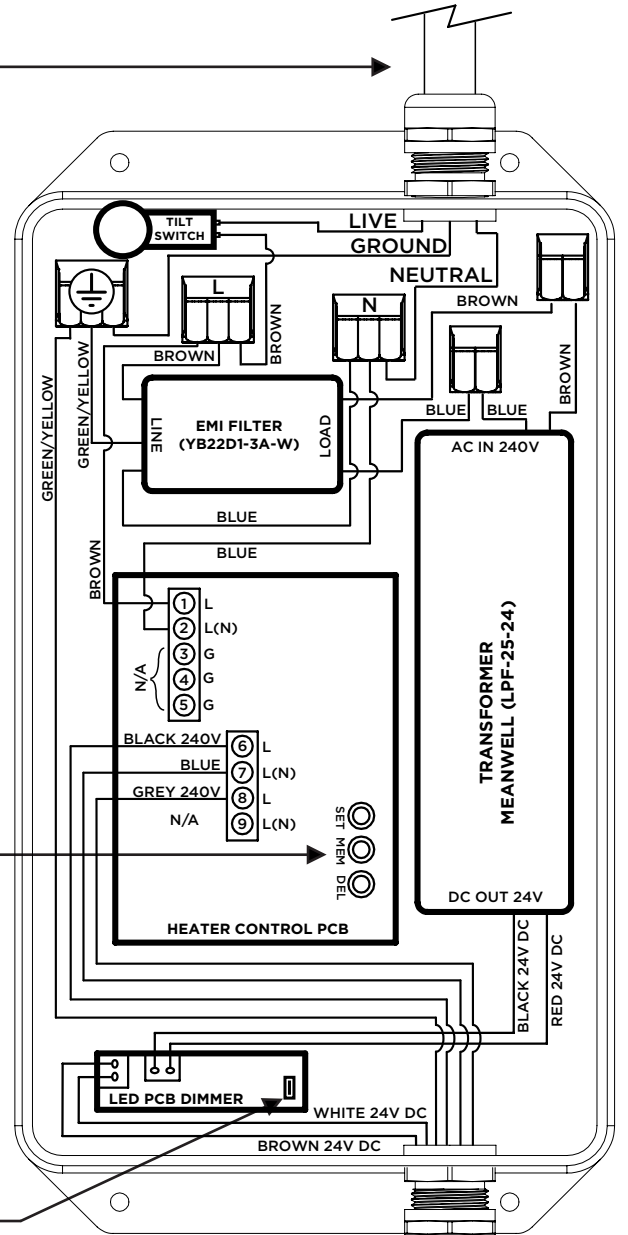 TILT
SWITCH
LIVE
GROUND
NEUTRAL
L
N
BROWN
BROWN
BROWN
BROWN
GREEN/YELLOW
GREEN/YELLOW
LINE
EMI FILTER
(YB22D1-3A-W)
LOAD
BLUE
BLUE
AC IN 240V
BLUE
BLUE
BROWN
1 L
2 L(N)
3 G
4 G
5 G
N/A
TRANSFORMER
MEANWELL (LPF-25-24)
BLACK 240V
6 L
BLUE
7 L(N)
GREY 240V
8 L
N/A
9 L(N)
SET
MEM
DEL
DC OUT 24V
HEATER CONTROL PCB
BLACK 24V DC
RED 24V DC
LED PCB DIMMER
WHITE 24V DC
BROWN 24V DC